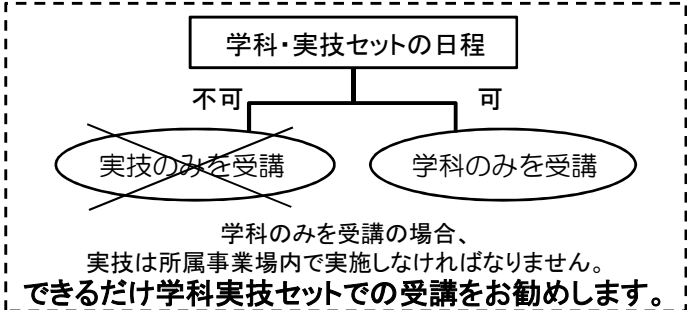 学科・実技セットの日程
不可
可
実技のみを受講
学科のみを受講
学科のみを受講の場合、
実技は所属事業場内で実施しなければなりません。
できるだけ学科実技セットでの受講をお勧めします。